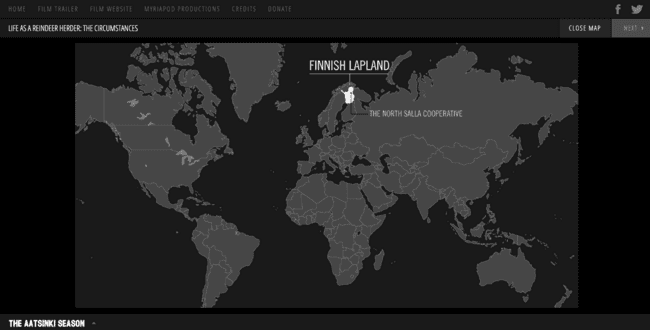 HOME FILM TRAILER FILM WEBSITE MYRIAPOD PRODUCTIONS CREDITS DONATE
LIFE AS A REINDEER HERDER: THE CIRCUMSTANCES CLOSE MAP NEXT
FINNISH LAPLAND
THE NORTH SALLA COOPERATIVE
THE AATSINKI SEASON